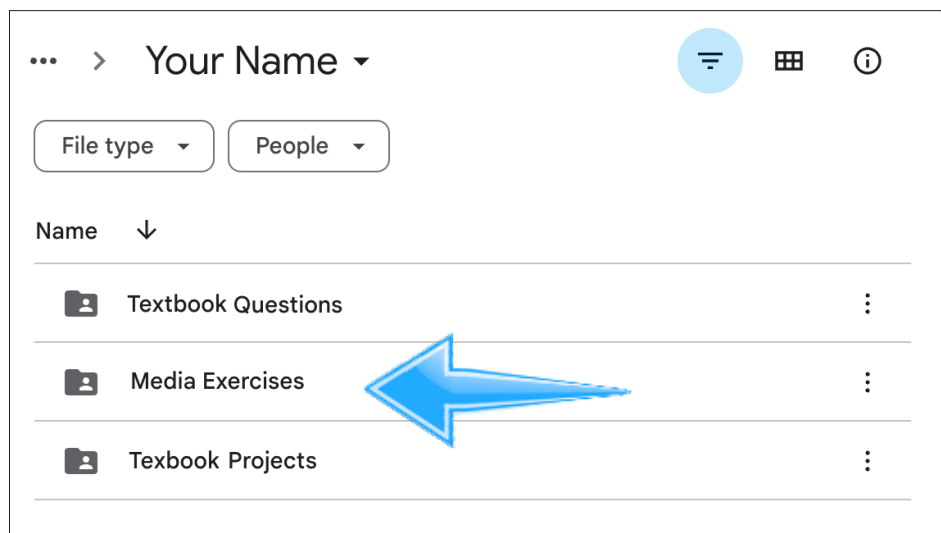 Your Name
File type People
Name
Textbook Questions
Media Exercises
Texbook Projects